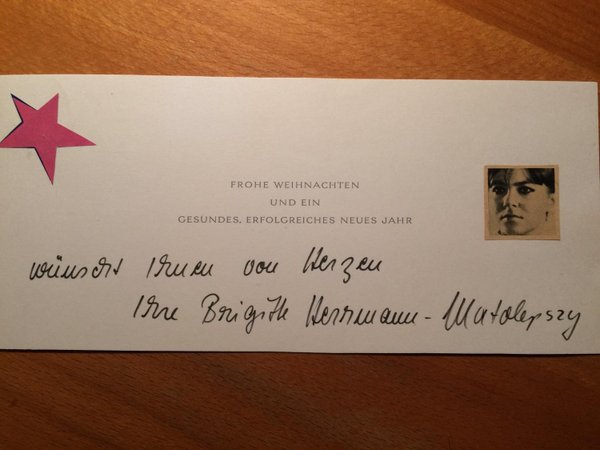 FROHE WEIHNACHTEN
UND EIN
GESUNDES, ERFOLGREICHES NEUES JAHR
wünscht Ihnen von Herzen
Ihre Brigitte Herrmann-Matolepszy